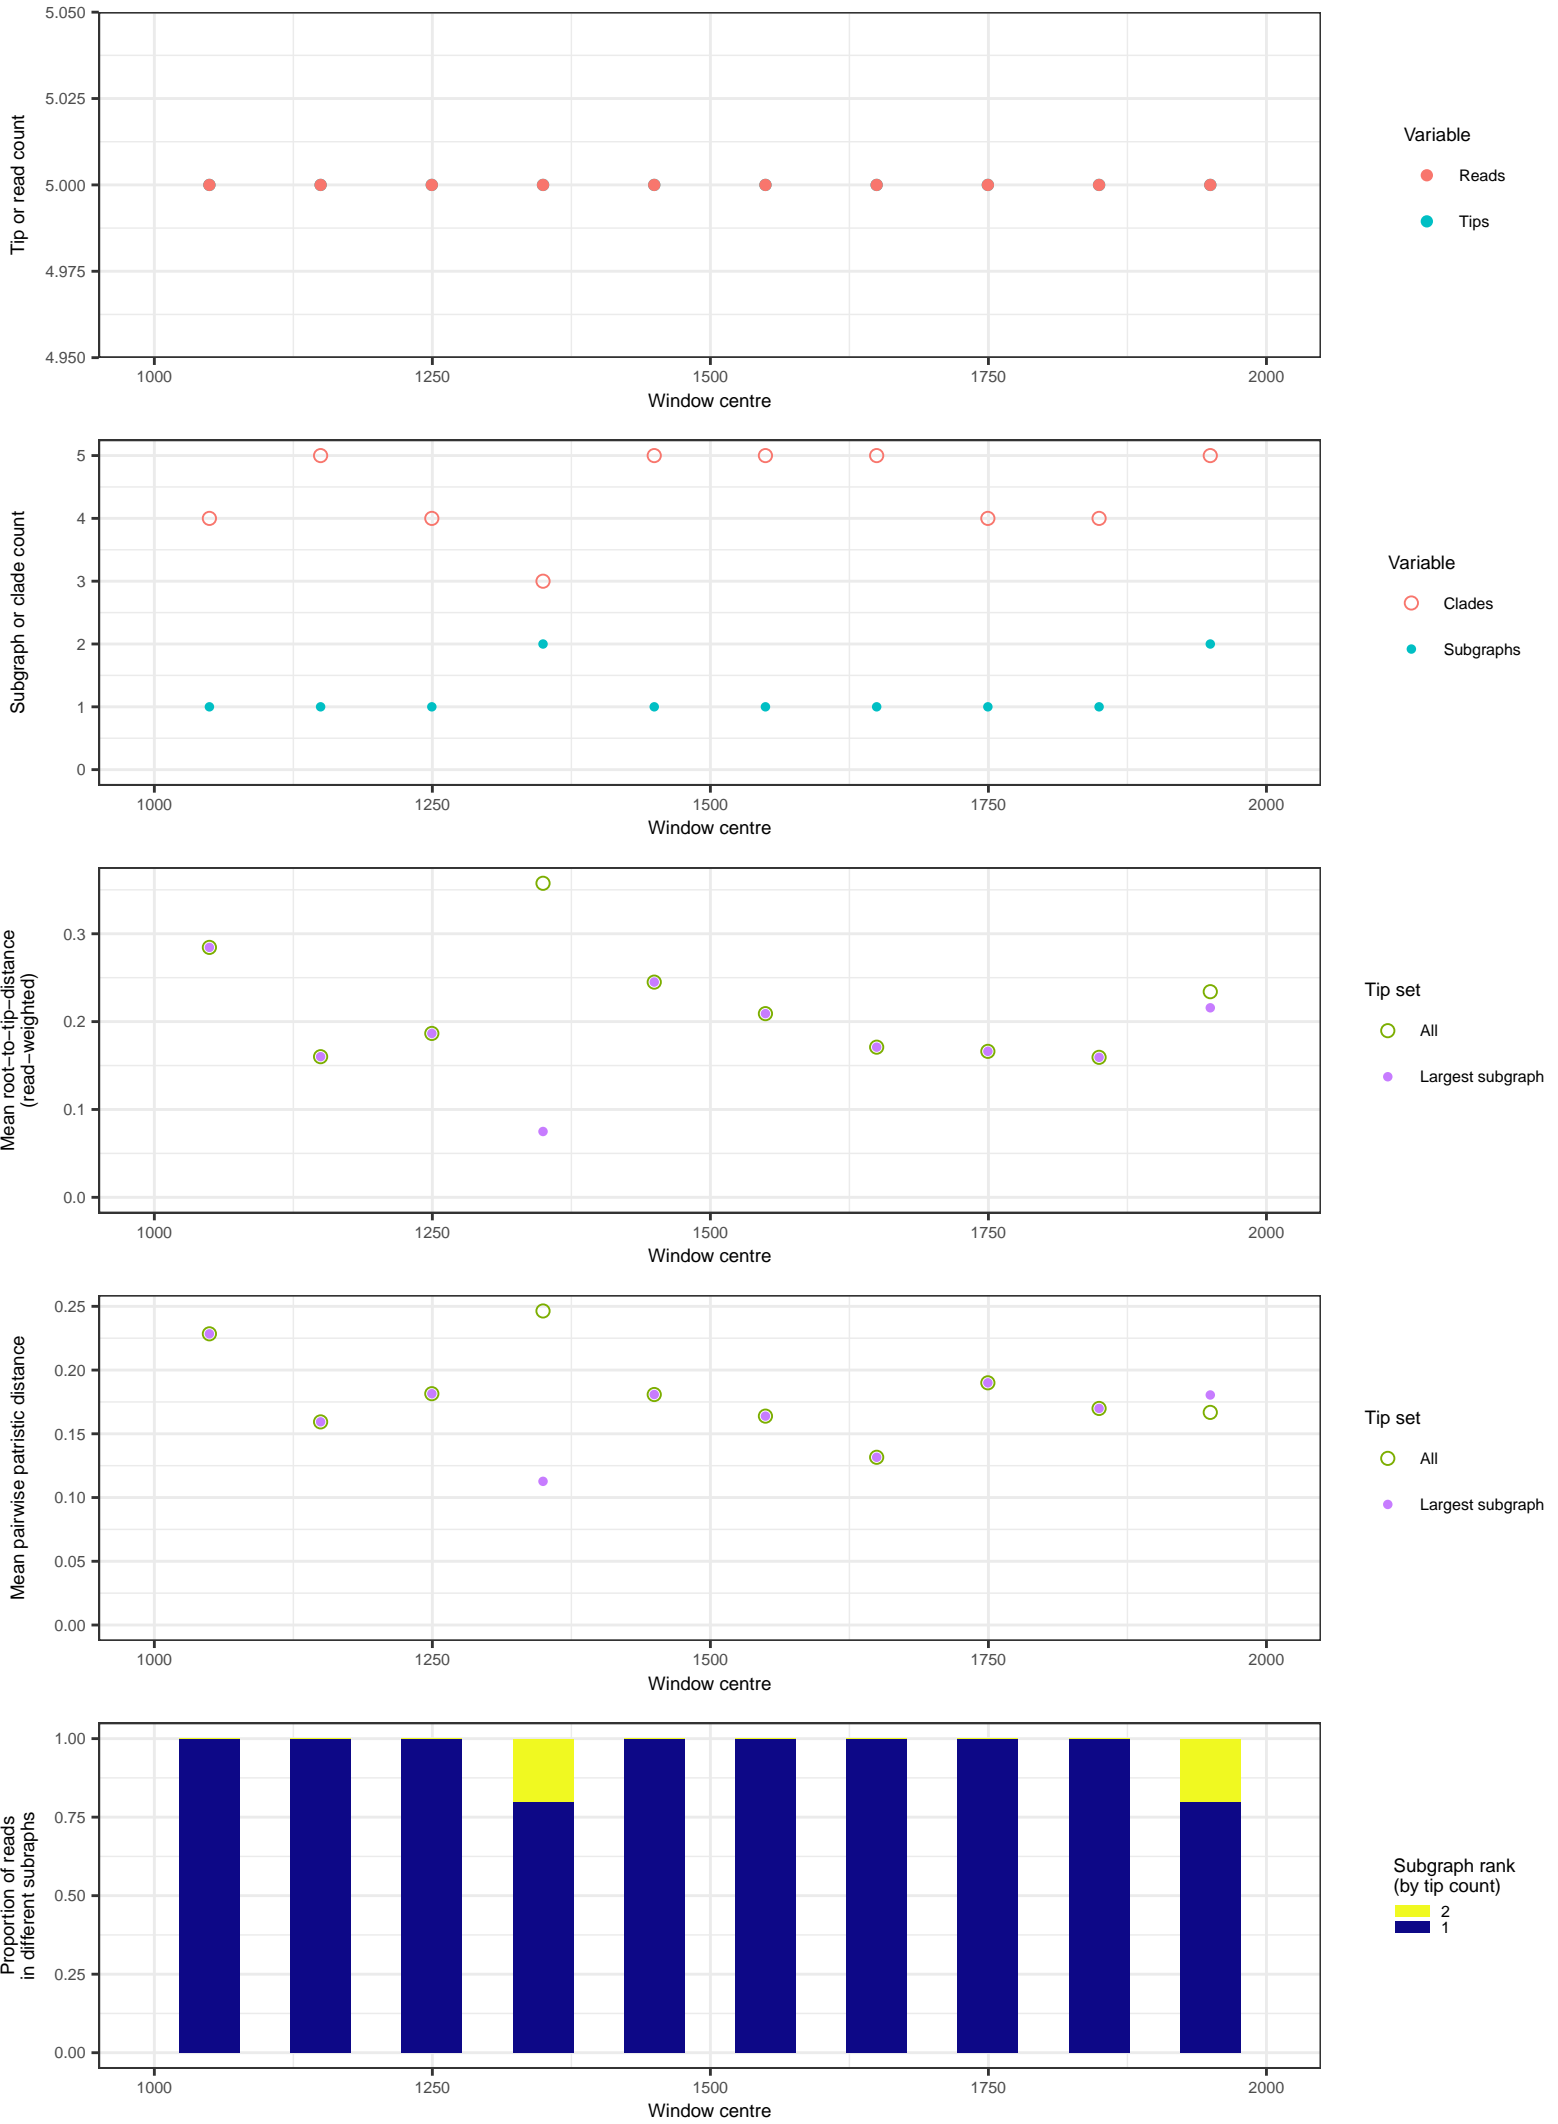 5.050
5.025
5.000
4.975
4.950
Tip or read count
1000 1250 1500 1750 2000
Window centre
Variable
Reads
Tips
5
4
3
2
1
0
Subgraph or clade count
1000 1250 1500 1750 2000
Window centre
Variable
Clades
Subgraphs
0.3
0.2
0.1
0.0
Mean root−to−tip−distance
(read−weighted)
1000 1250 1500 1750 2000
Window centre
Tip set
All
Largest subgraph
0.25
0.20
0.15
0.10
0.05
0.00
Mean pairwise patristic distance
1000 1250 1500 1750 2000
Window centre
Tip set
All
Largest subgraph
1.00
0.75
0.50
0.25
0.00
Proportion of reads
in different subraphs
1000 1250 1500 1750 2000
Window centre
Subgraph rank
(by tip count)
2
1